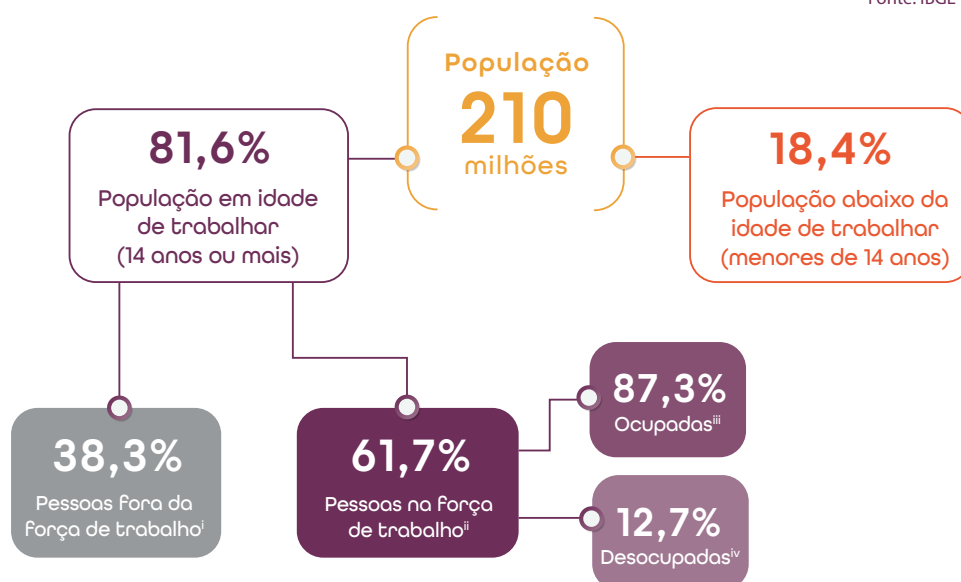 Fonte: IBGE
População
210
milhões
81,6%
População em idade
de trabalhar
(14 anos ou mais)
18,4%
População abaixo da
idade de trabalhar
(menores de 14 anos)
38,3%
Pessoas fora da
força de trabalhoⁱ
61,7%
Pessoas na força
de trabalhoⁱⁱ
87,3%
Ocupadasⁱⁱⁱ
12,7%
Desocupadasⁱᵛ